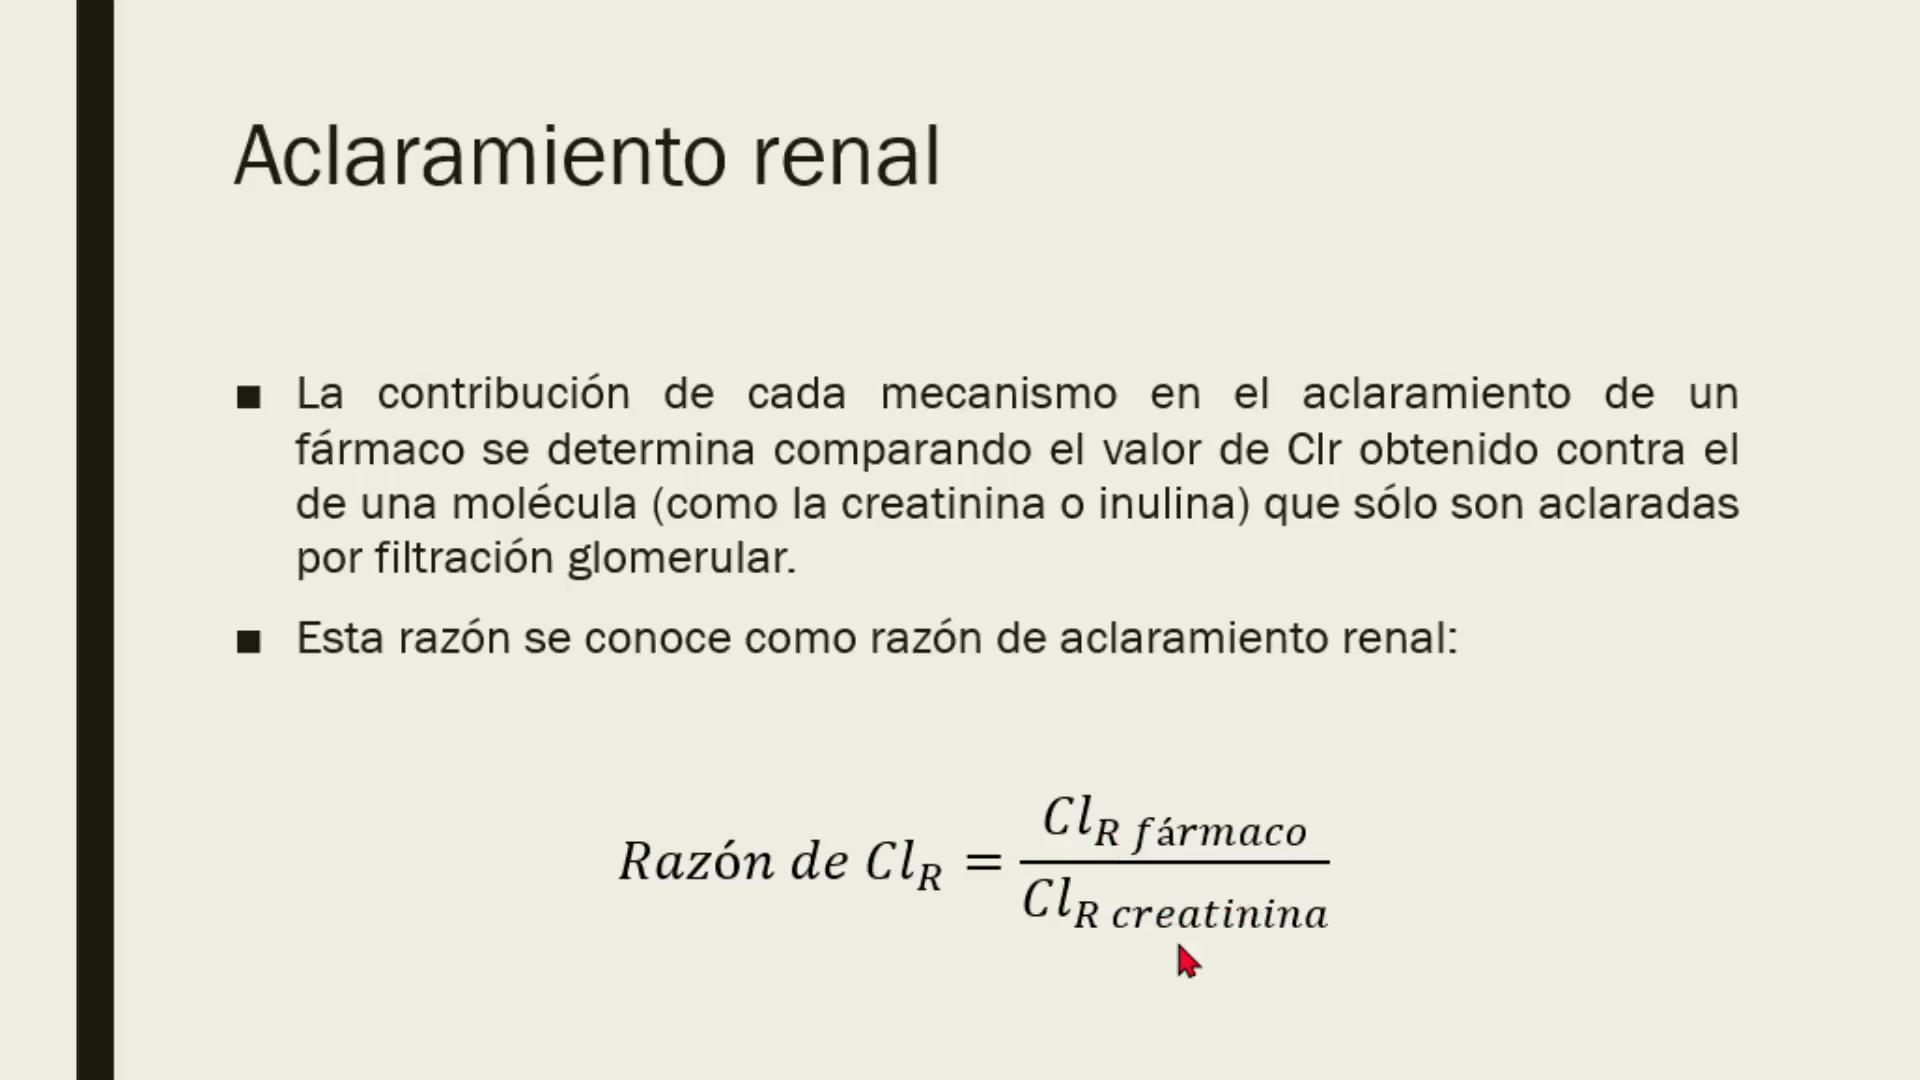 Aclaramiento renal
■ La contribución de cada mecanismo en el aclaramiento de un
fármaco se determina comparando el valor de Clr obtenido contra el
de una molécula (como la creatinina o inulina) que sólo son aclaradas
por filtración glomerular.
■ Esta razón se conoce como razón de aclaramiento renal:
Razón de Cl_R = Cl_R fármaco / Cl_R creatinina